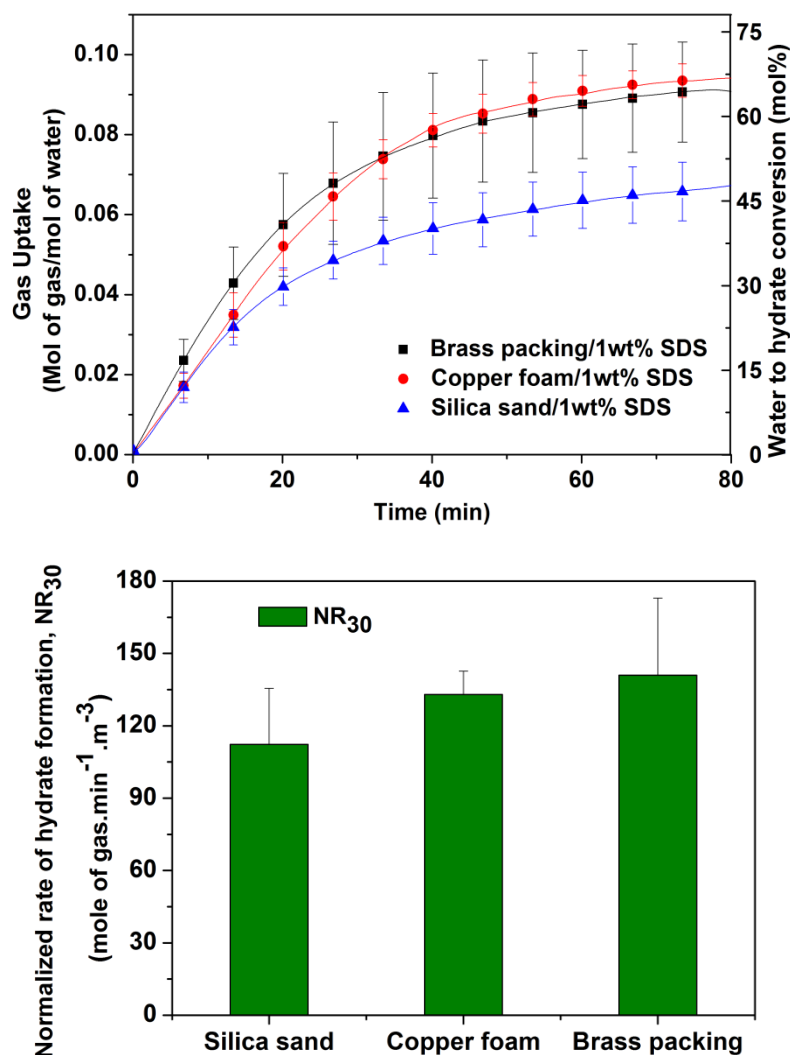 Gas Uptake
(Mol of gas/mol of water)
0.10
0.08
0.06
0.04
0.02
0.00
75
60
45
30
15
0
Water to hydrate conversion (mol%)
Brass packing/1wt% SDS
Copper foam/1wt% SDS
Silica sand/1wt% SDS
0 20 40 60 80
Time (min)
Normalized rate of hydrate formation, NR30
(mole of gas.min-1.m-3)
180
150
120
90
60
30
0
NR30
Silica sand Copper foam Brass packing